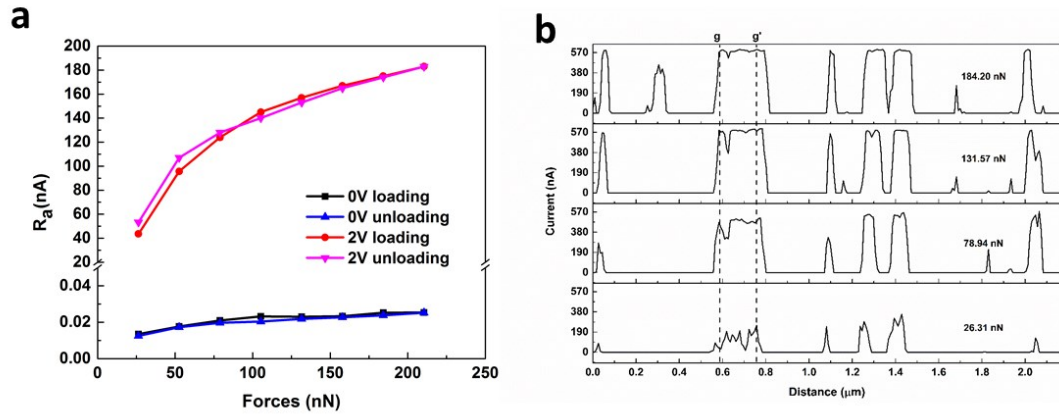 a
200
180
160
140
120
100
80
60
40
20
0.04
0.02
0.00
0 50 100 150 200 250
Forces (nN)
Ra(nA)
0V loading
0V unloading
2V loading
2V unloading
b
g g'
570
380
190
0
184.20 nN
570
380
190
0
131.57 nN
570
380
190
0
78.94 nN
570
380
190
0
26.31 nN
0.0 0.2 0.4 0.6 0.8 1.0 1.2 1.4 1.6 1.8 2.0
Distance (μm)
Current (nA)